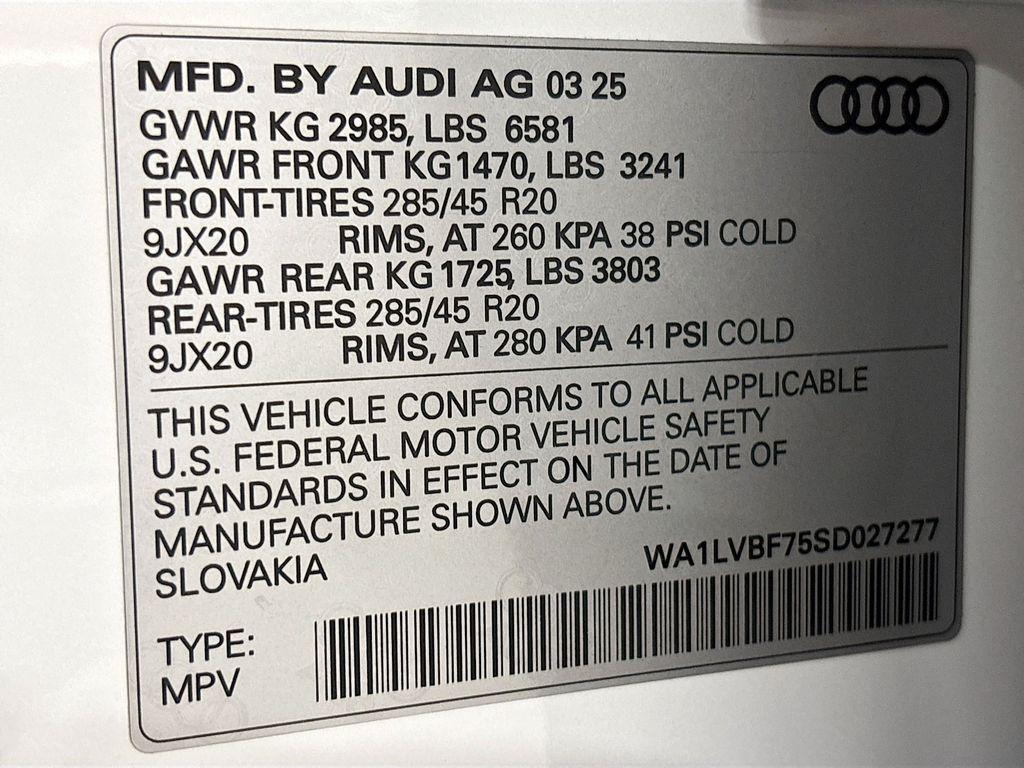 MFD. BY AUDI AG 03 25
GVWR KG 2985, LBS 6581
GAWR FRONT KG 1470, LBS 3241
FRONT-TIRES 285/45 R20
9JX20 RIMS, AT 260 KPA 38 PSI COLD
GAWR REAR KG 1725, LBS 3803
REAR-TIRES 285/45 R20
9JX20 RIMS, AT 280 KPA 41 PSI COLD
THIS VEHICLE CONFORMS TO ALL APPLICABLE
U.S. FEDERAL MOTOR VEHICLE SAFETY
STANDARDS IN EFFECT ON THE DATE OF
MANUFACTURE SHOWN ABOVE.
SLOVAKIA
WA1LVBF75SD027277
TYPE:
MPV